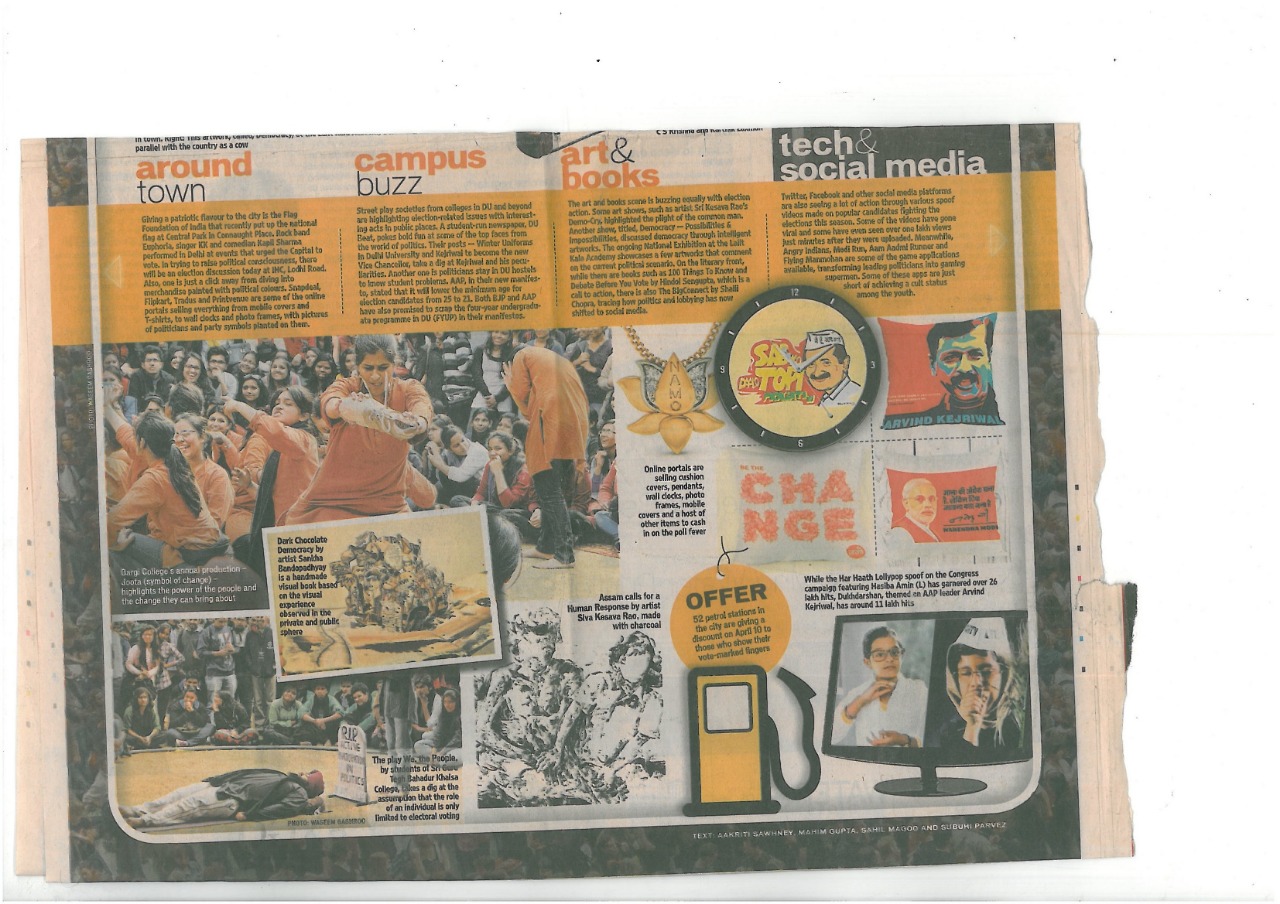 parallel with the country as a cow
around
town
Giving a patriotic flavour to the city is the Flag
Foundation of India that recently put up the national
flag at Central Park in Connaught Place. Rock band
Euphoria, singer KK and comedian Kapil Sharma
performed in Delhi at events that urged the Capital to
vote. In trying to raise political consciousness, there
will be an election discussion today at IHC, Lodhi Road.
Also, one is just a click away from diving into
merchandise painted with political colours. Snapdeal,
Flipkart, Tradus and Printvenue are some of the online
portals selling everything from mobile covers and
T-shirts, to wall clocks and photo frames, with pictures
of politicians and party symbols planted on them.
campus
buzz
Street play societies from colleges in DU and beyond
are highlighting election-related issues with interest-
ing acts in public places. A student-run newspaper, DU
Beat, pokes bold fun at some of the top faces from
the world of politics. Their posts — Winter Uniforms
in Delhi University and Kejriwal to become the new
Vice Chancellor, take a dig at Kejriwal and his pecu-
liarities. Another one is politicians stay in DU hostels
to know student problems. AAP, in their new manifes-
to, stated that it will lower the minimum age for
election candidates from 25 to 21. Both BJP and AAP
have also promised to scrap the four-year undergradu-
ate programme in DU (FYUP) in their manifestos.
art&
books
The art and books scene is buzzing equally with election
action. Some art shows, such as artist Sri Kesava Rao's
Demo-Cry, highlighted the plight of the common man.
Another show, titled, Democracy — Possibilities &
Impossibilities, discussed democracy through intelligent
artworks. The ongoing National Exhibition at the Lalit
Kala Academy showcases a few artworks that comment
on the current political scenario. On the literary front,
while there are books such as 100 Things To Know and
Debate Before You Vote by Hindol Sengupta, which is a
call to action, there is also The BigConnect by Shaili
Chopra, tracing how politics and lobbying has now
shifted to social media.
tech&
social media
Twitter, Facebook and other social media platforms
are also seeing a lot of action through various spoof
videos made on popular candidates fighting the
elections this season. Some of the videos have gone
viral and some have even seen over one lakh views
just minutes after they were uploaded. Meanwhile,
Angry Indians, Modi Run, Aam Aadmi Runner and
Flying Manmohan are some of the game applications
available, transforming leading politicians into gaming
supermen. Some of these apps are just
short of achieving a cult status
among the youth.
NAMO
12
3
6
9
TOPI
ARVIND KEJRIWAL
Online portals are
selling cushion
covers, pendants,
wall clocks, photo
frames, mobile
covers and a host of
other items to cash
in on the poll fever
BE THE
CHA
NGE
NARENDRA MODI
Gargi College's annual production –
Joota (symbol of change) –
highlights the power of the people and
the change they can bring about
Dark Chocolate
Democracy by
artist Sanjcha
Bandopadhyay
is a handmade
visual book based
on the visual
experience
observed in the
private and public
sphere
Assam calls for a
Human Response by artist
Siva Kesava Rao, made
with charcoal
OFFER
52 petrol stations in
the city are giving a
discount on April 10 to
those who show their
vote-marked fingers
While the Har Haath Lollypop spoof on the Congress
campaign featuring Hasiba Amin (L) has garnered over 26
lakh hits, Dukhdarshan, themed on AAP leader Arvind
Kejriwal, has around 11 lakh hits
R.I.P
ACTIVE
IN
POLITICS
The play We, the People,
by students of Sri Guru
Tegh Bahadur Khalsa
College, takes a dig at the
assumption that the role
of an individual is only
limited to electoral voting
PHOTO: WASEEM GASHROO
TEXT: AAKRITI SAWHNEY, MAHIM GUPTA, SAHIL MAGOO AND SUBUHI PARVEZ